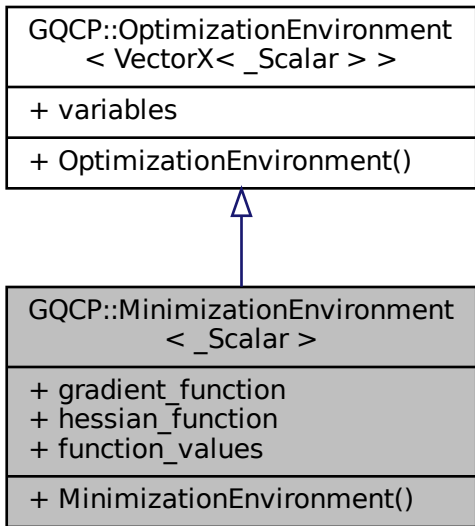 GQCP::OptimizationEnvironment
< VectorX< _Scalar > >
+ variables
+ OptimizationEnvironment()
GQCP::MinimizationEnvironment
< _Scalar >
+ gradient_function
+ hessian_function
+ function_values
+ MinimizationEnvironment()